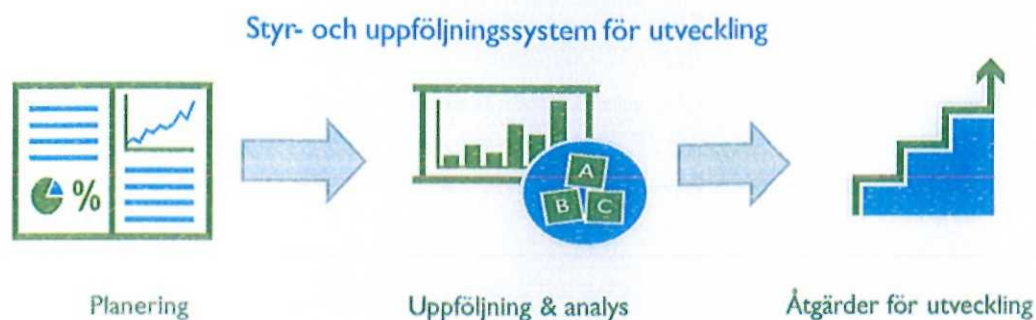 Styr- och uppföljningssystem för utveckling
%
A
B C
Planering
Uppföljning & analys
Åtgärder för utveckling